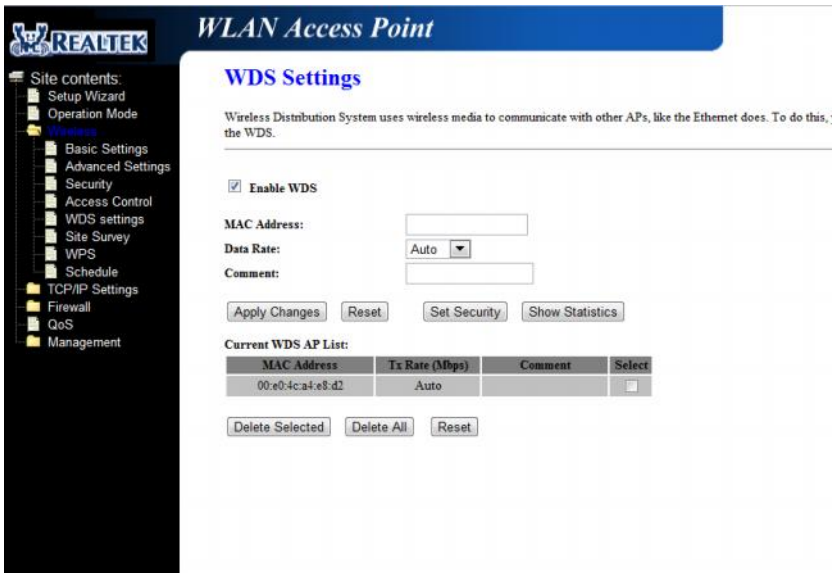 REALTEK
WLAN Access Point
Site contents:
Setup Wizard
Operation Mode
Wireless
Basic Settings
Advanced Settings
Security
Access Control
WDS settings
Site Survey
WPS
Schedule
TCP/IP Settings
Firewall
QoS
Management
WDS Settings
Wireless Distribution System uses wireless media to communicate with other APs, like the Ethernet does. To do this,
the WDS.
Enable WDS
MAC Address:
Data Rate: Auto
Comment:
Apply Changes Reset Set Security Show Statistics
Current WDS AP List:
MAC Address Tx Rate (Mbps) Comment Select
00:e0:4c:a4:e8:d2 Auto
Delete Selected Delete All Reset